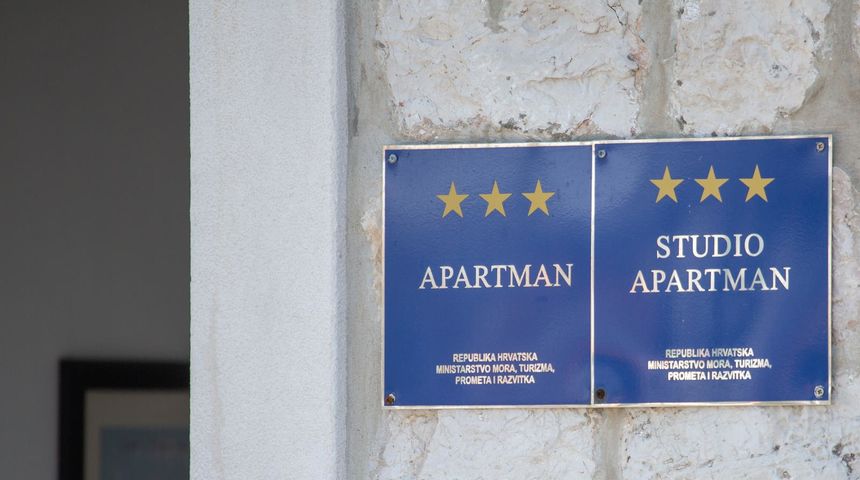 APARTMAN
REPUBLIKA HRVATSKA
MINISTARSTVO MORA, TURIZMA,
PROMETA I RAZVITKA
STUDIO
APARTMAN
REPUBLIKA HRVATSKA
MINISTARSTVO MORA, TURIZMA,
PROMETA I RAZVITKA